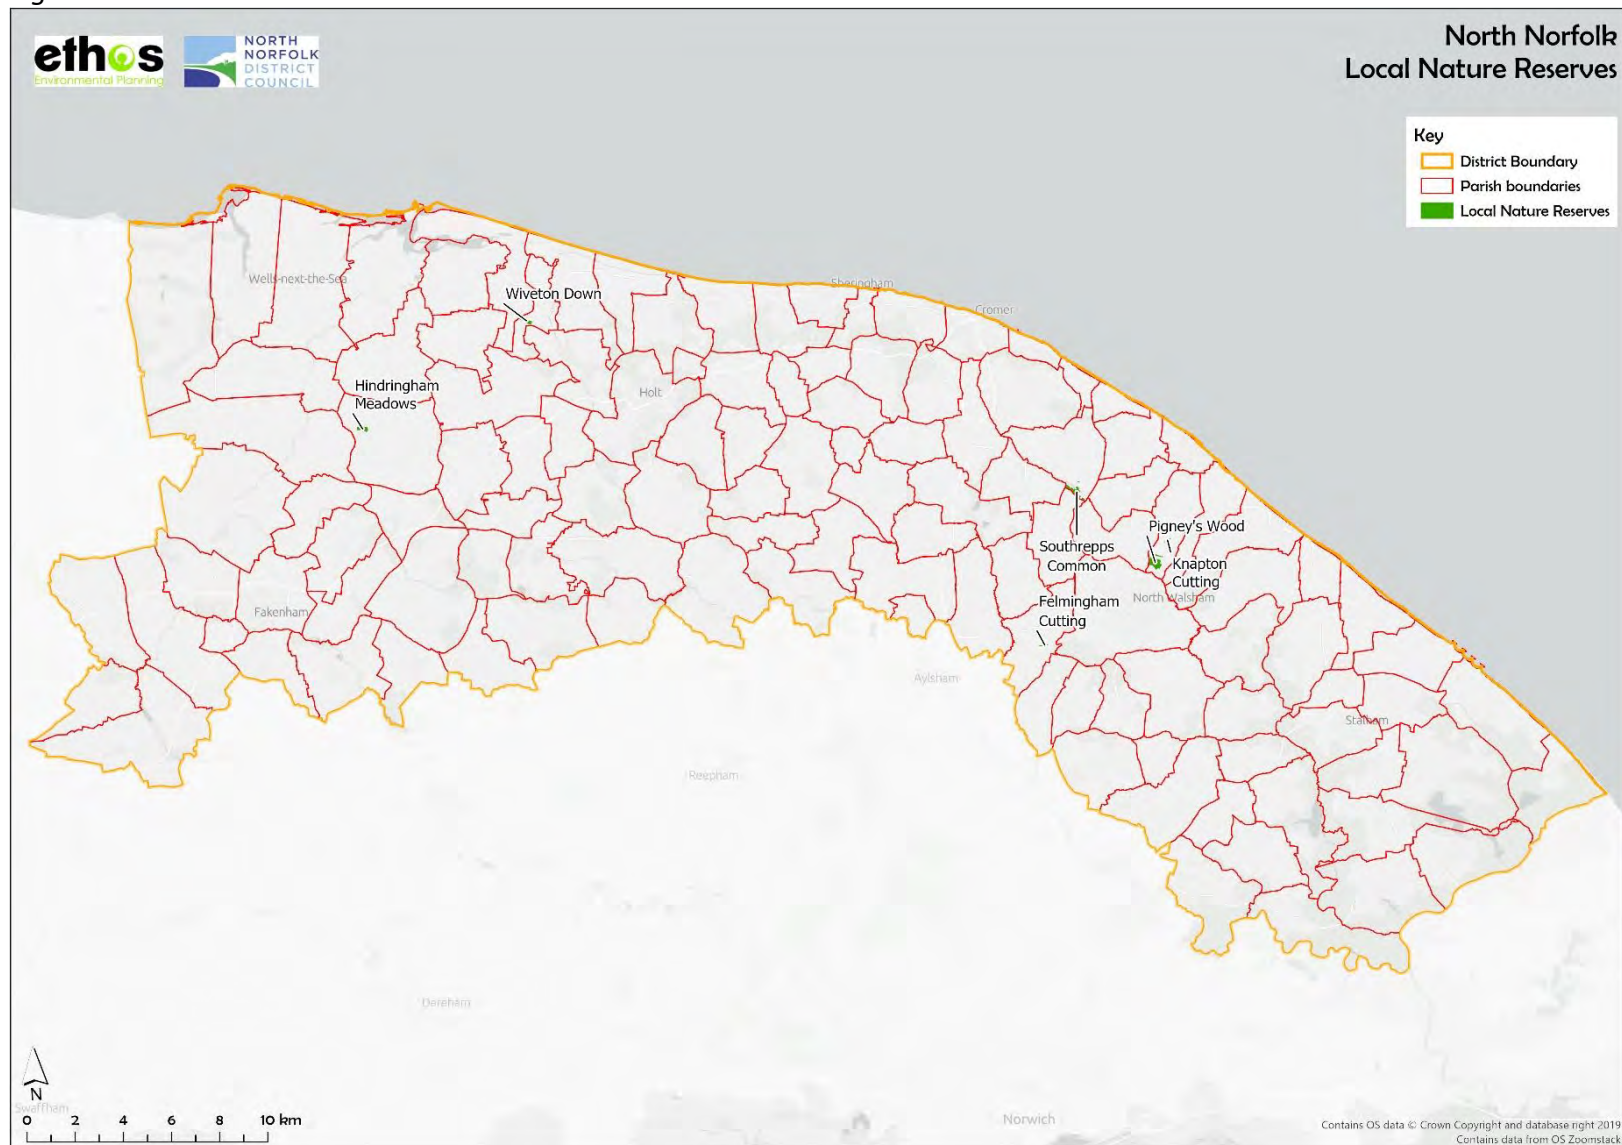 ethos
Environmental Planning
NORTH
NORFOLK
DISTRICT
COUNCIL
North Norfolk
Local Nature Reserves
Key
District Boundary
Parish boundaries
Local Nature Reserves
Wells-next-the-Sea
Wiveton Down
Sheringham
Cromer
Hindringham
Meadows
Holt
Pigney's Wood
Southrepps
Common
Knapton
Cutting
North Walsham
Felmingham
Cutting
Fakenham
Aylsham
Stalham
Reepham
Dereham
N
Swaffham
0 2 4 6 8 10 km
Norwich
Contains OS data © Crown Copyright and database right
Contains data from OS Zoomstack